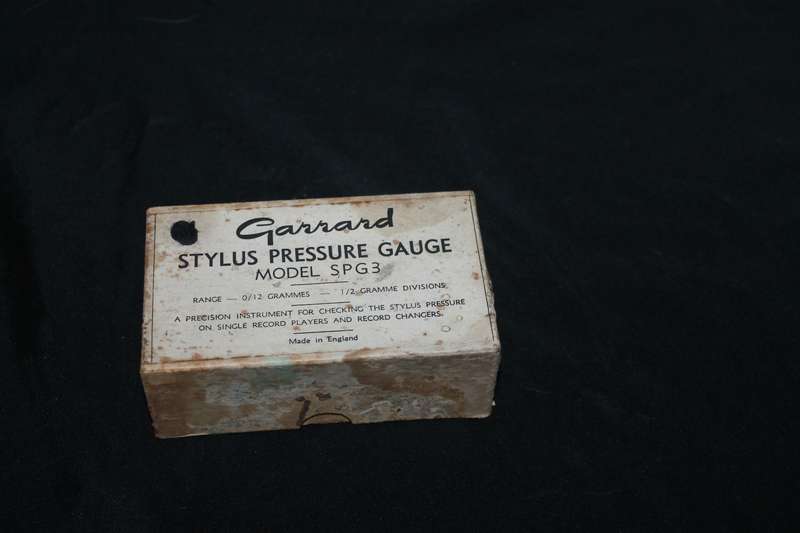 Garrard
STYLUS PRESSURE GAUGE
MODEL SPG3
RANGE — 0/12 GRAMMES — 1/2 GRAMME DIVISIONS.
A PRECISION INSTRUMENT FOR CHECKING THE STYLUS PRESSURE
ON SINGLE RECORD PLAYERS AND RECORD CHANGERS.
Made in England